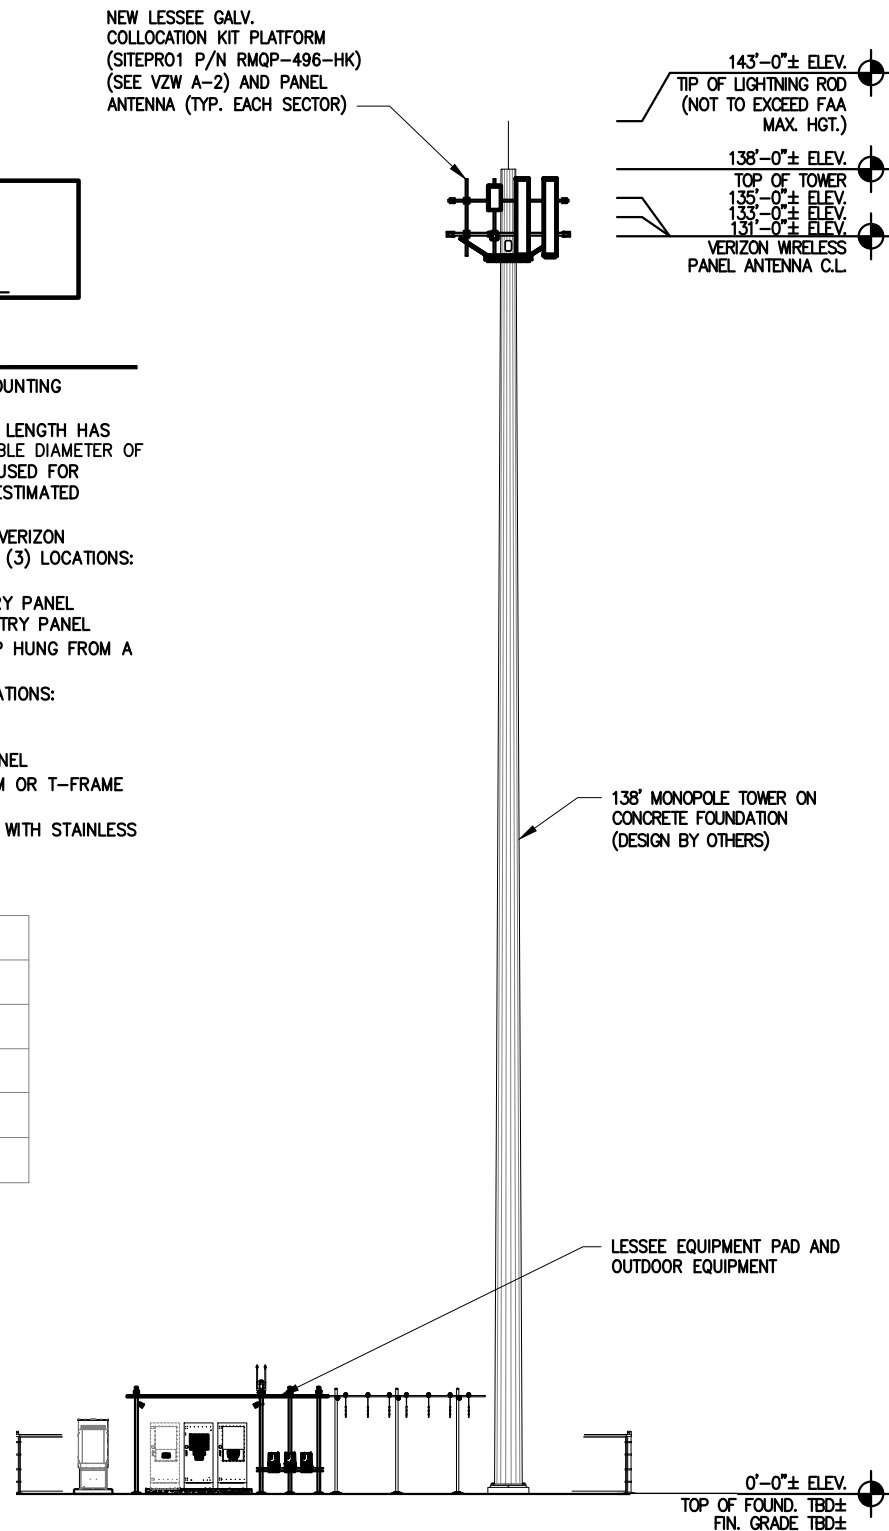 NEW LESSEE GALV.
COLLOCATION KIT PLATFORM
(SITEPRO1 P/N RMQP-496-HK)
(SEE VZW A-2) AND PANEL
ANTENNA (TYP. EACH SECTOR)
143'-0"± ELEV.
TIP OF LIGHTNING ROD
(NOT TO EXCEED FAA
MAX. HGT.)
138'-0"± ELEV.
TOP OF TOWER
135'-0"± ELEV.
133'-0"± ELEV.
131'-0"± ELEV.
VERIZON WIRELESS
PANEL ANTENNA C.L.
OUNTING
LENGTH HAS
BLE DIAMETER OF
USED FOR
ESTIMATED
VERIZON
(3) LOCATIONS:
RY PANEL
TRY PANEL
P HUNG FROM A
ATIONS:
NEL
M OR T-FRAME
WITH STAINLESS
138' MONOPOLE TOWER ON
CONCRETE FOUNDATION
(DESIGN BY OTHERS)
LESSEE EQUIPMENT PAD AND
OUTDOOR EQUIPMENT
0'-0"± ELEV.
TOP OF FOUND. TBD±
FIN. GRADE TBD±